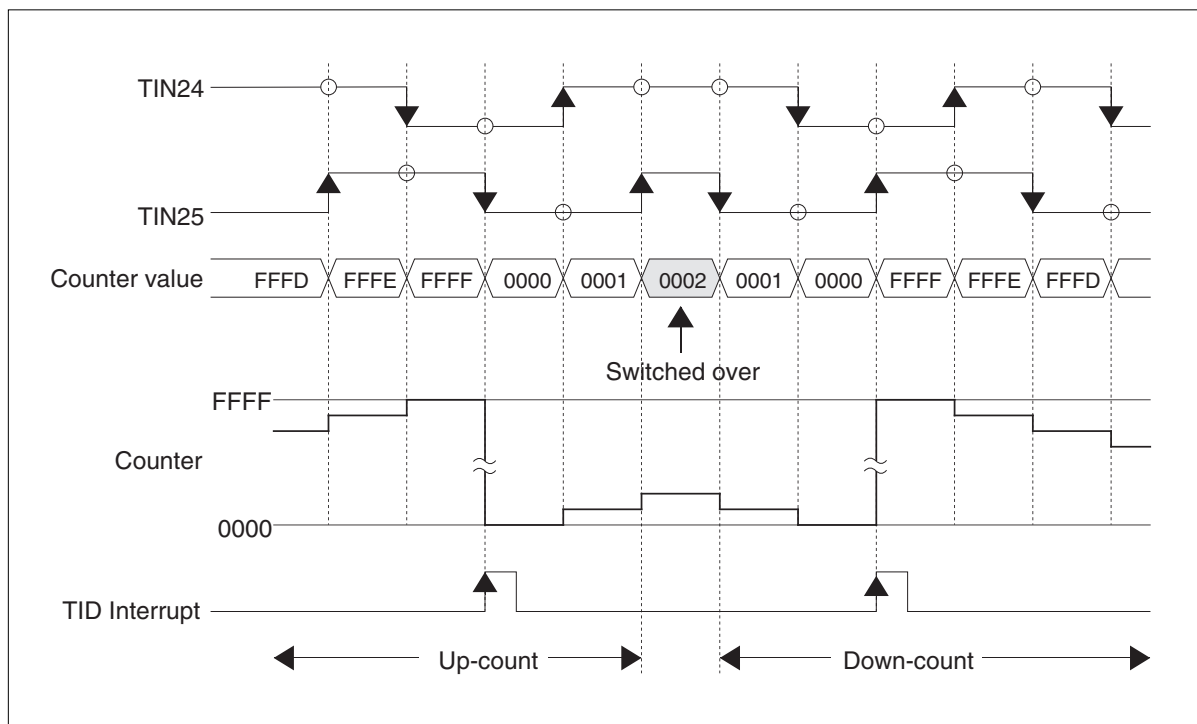 TIN24
TIN25
Counter value FFFD FFFE FFFF 0000 0001 0002 0001 0000 FFFF FFFE FFFD
Switched over
FFFF
Counter
0000
TID Interrupt
Up-count Down-count